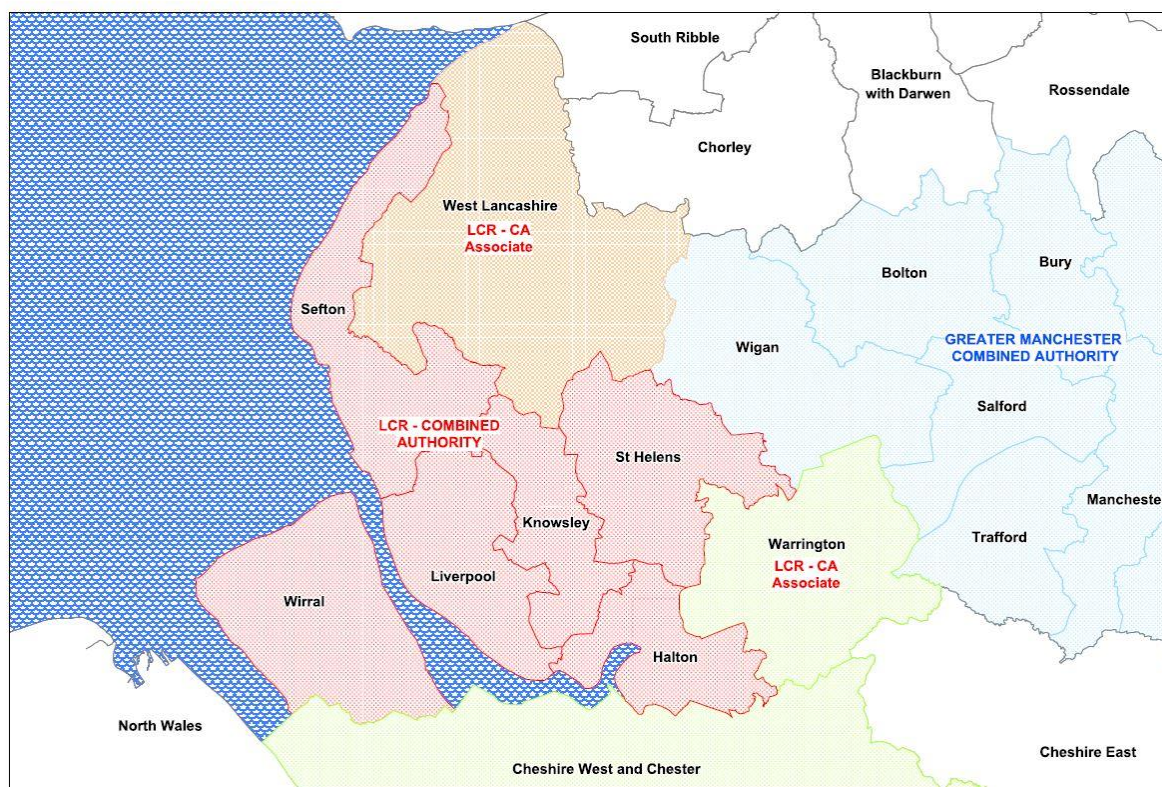 South Ribble
Blackburn
with Darwen
Rossendale
Chorley
West Lancashire
LCR - CA
Associate
Bolton
Bury
Sefton
Wigan
GREATER MANCHESTER
COMBINED AUTHORITY
Salford
LCR - COMBINED
AUTHORITY
St Helens
Manchester
Knowsley
Trafford
Warrington
LCR - CA
Associate
Liverpool
Wirral
Halton
North Wales
Cheshire East
Cheshire West and Chester